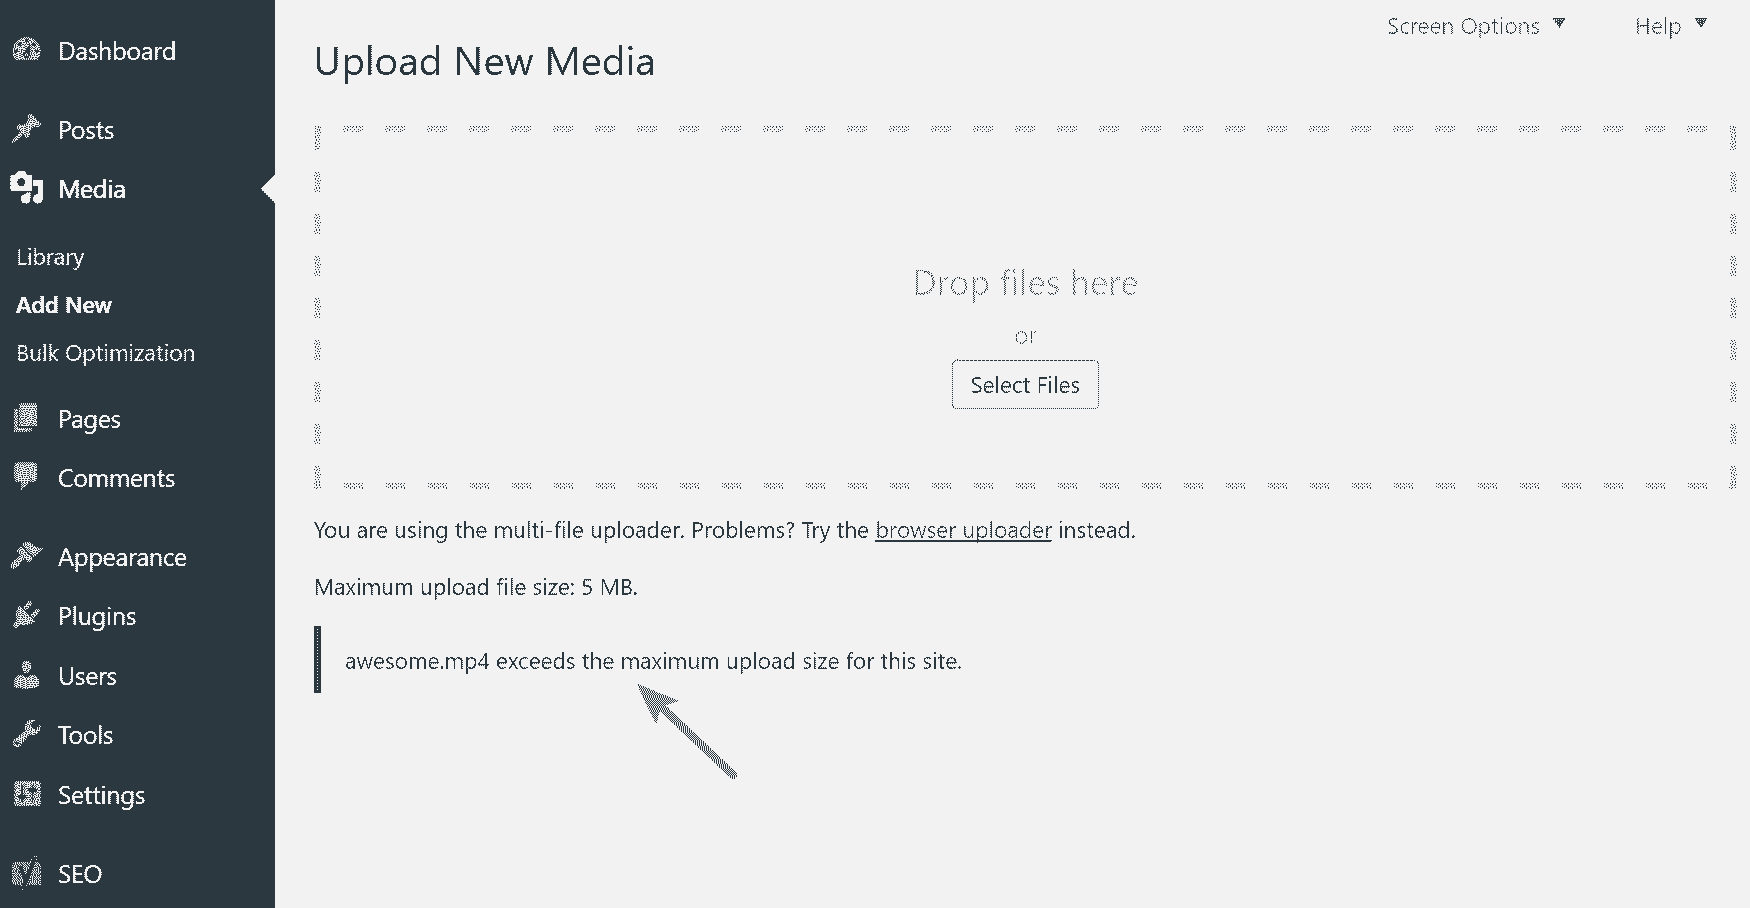 Dashboard
Posts
Media
Library
Add New
Bulk Optimization
Pages
Comments
Appearance
Plugins
Users
Tools
Settings
SEO
Screen Options
Help
Upload New Media
Drop files here
or
Select Files
You are using the multi-file uploader. Problems? Try the browser uploader instead.
Maximum upload file size: 5 MB.
awesome.mp4 exceeds the maximum upload size for this site.